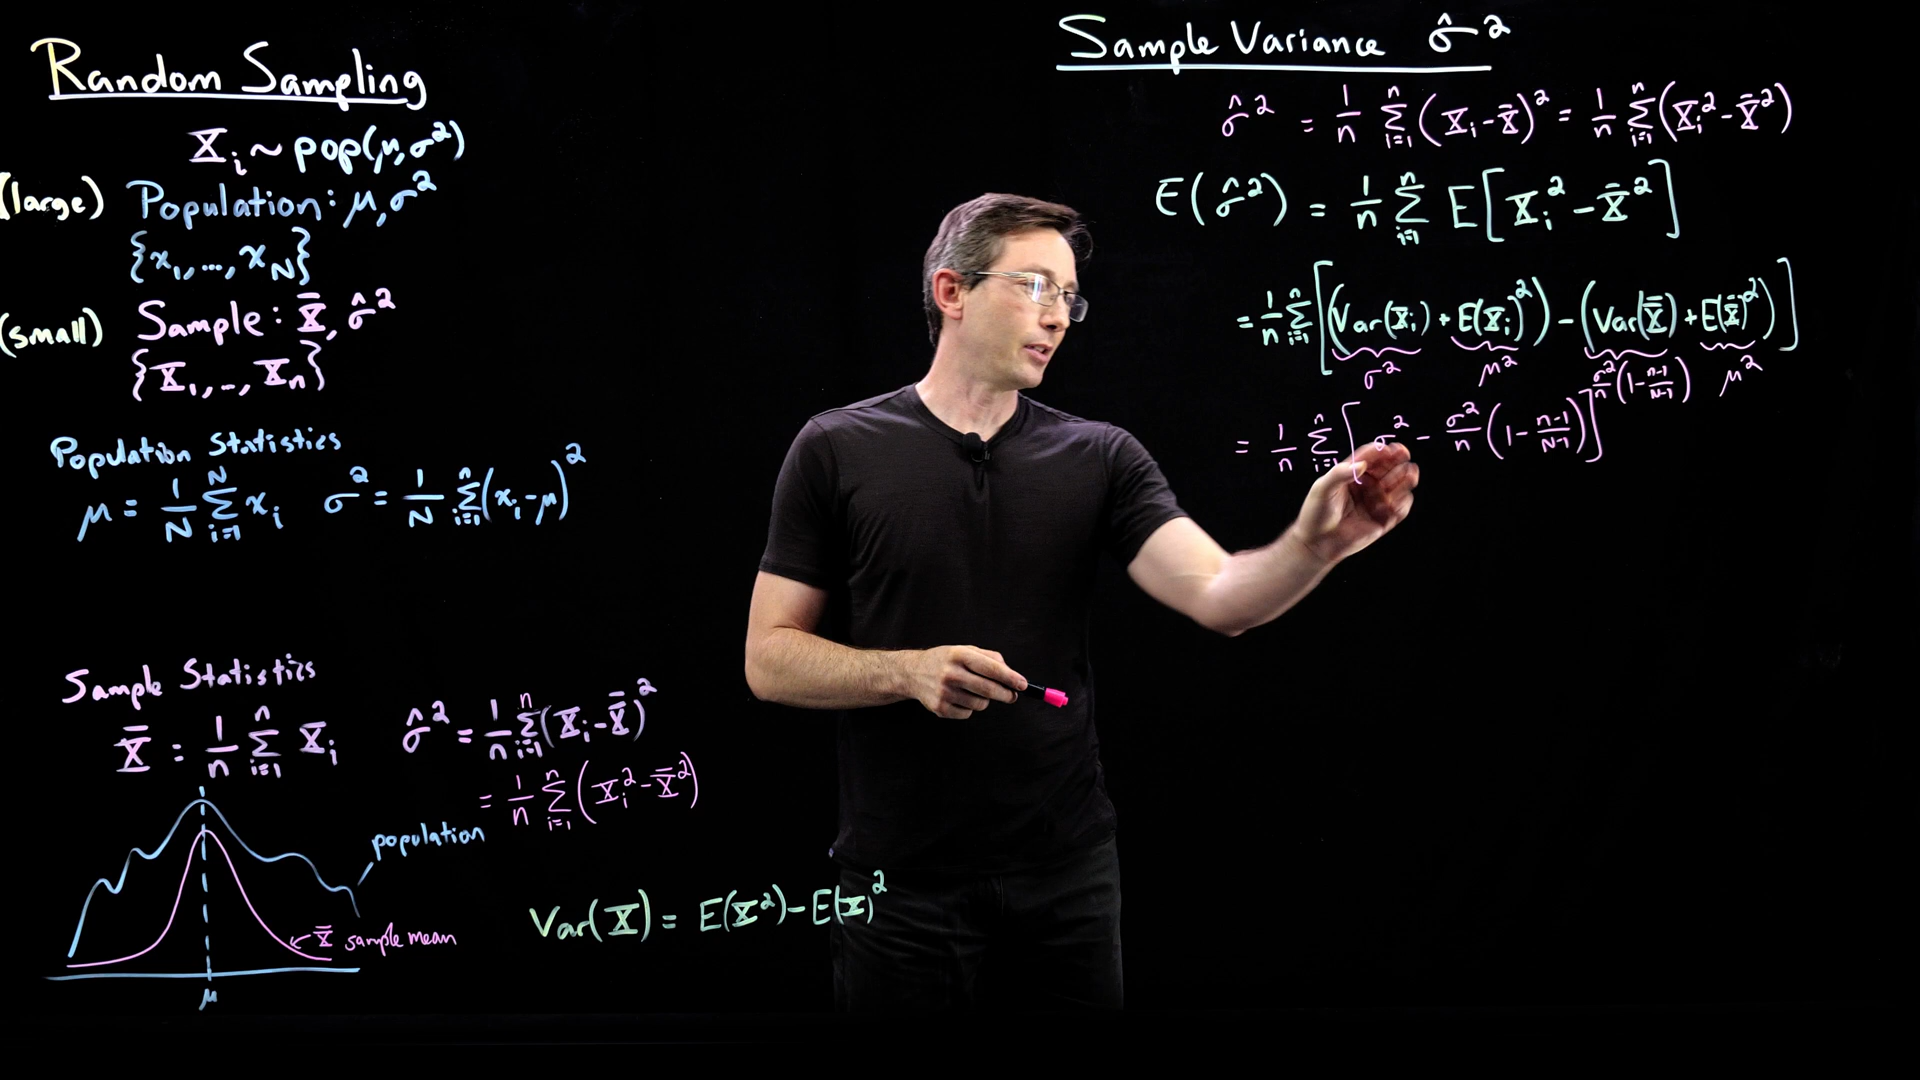 Random Sampling
X_i ~ pop(μ, σ²)
(large) Population: μ, σ²
{x₁, ..., x_N}
(small) Sample: X̄, σ̂²
{X₁, .., X_n}
Population Statistics
μ = 1/N Σ_{i=1}^{N} x_i   σ² = 1/N Σ_{i=1}^{n} (x_i - μ)²
Sample Statistics
X̄ = 1/n Σ_{i=1}^{n} X_i   σ̂² = 1/n Σ_{i=1}^{n} (X_i - X̄)²
= 1/n Σ_{i=1}^{n} (X_i² - X̄²)
population
X̄ sample mean
μ
Var(X) = E(X²) - E(X)²
Sample Variance σ̂²
σ̂² = 1/n Σ_{i=1}^{n} (X_i - X̄)² = 1/n Σ_{i=1}^{n} (X_i² - X̄²)
E(σ̂²) = 1/n Σ_{i=1}^{n} E[X_i² - X̄²]
= 1/n Σ_{i=1}^{n} [(Var(X_i) + E(X_i)²) - (Var(X̄) + E(X̄)²)]
σ²   μ²   σ²/n (1 - n-1/N-1)   μ²
= 1/n Σ_{i=1}^{n} [σ² - σ²/n (1 - n-1/N-1)]